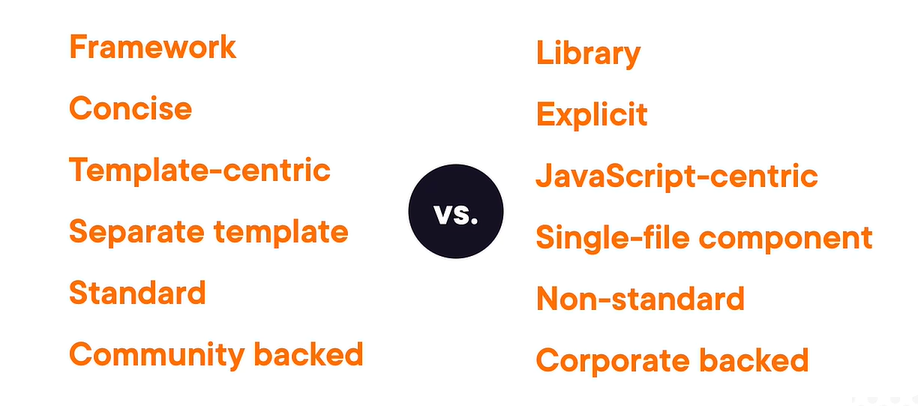 Framework
Concise
Template-centric
Separate template
Standard
Community backed
vs.
Library
Explicit
JavaScript-centric
Single-file component
Non-standard
Corporate backed